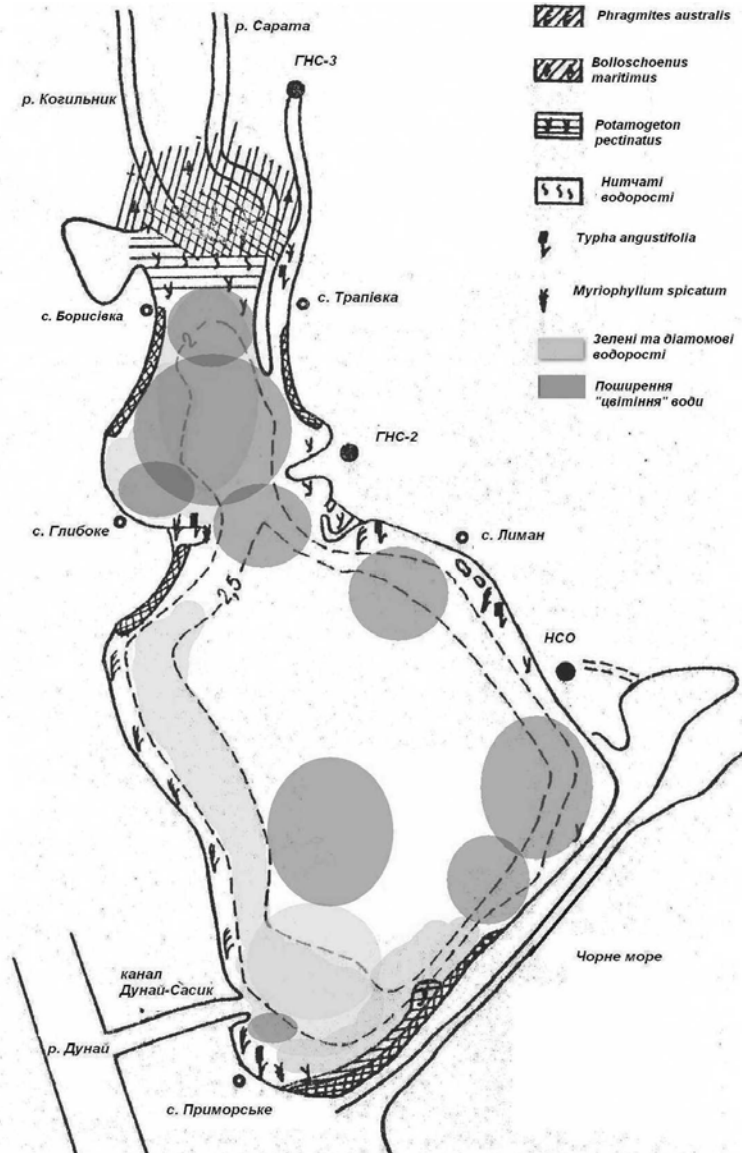 р. Сарата
ГНС-3
р. Когильник
Phragmites australis
Bolloschoenus
maritimus
Potamogeton
pectinatus
Нитчаті
водорості
Typha angustifolia
Myriophyllum spicatum
Зелені та діатомові
водорості
Поширення
"цвітіння" води
с. Борисівка
с. Трапівка
2
ГНС-2
с. Глибоке
с. Лиман
2,5
НСО
Чорне море
канал
Дунай-Сасик
р. Дунай
с. Приморське